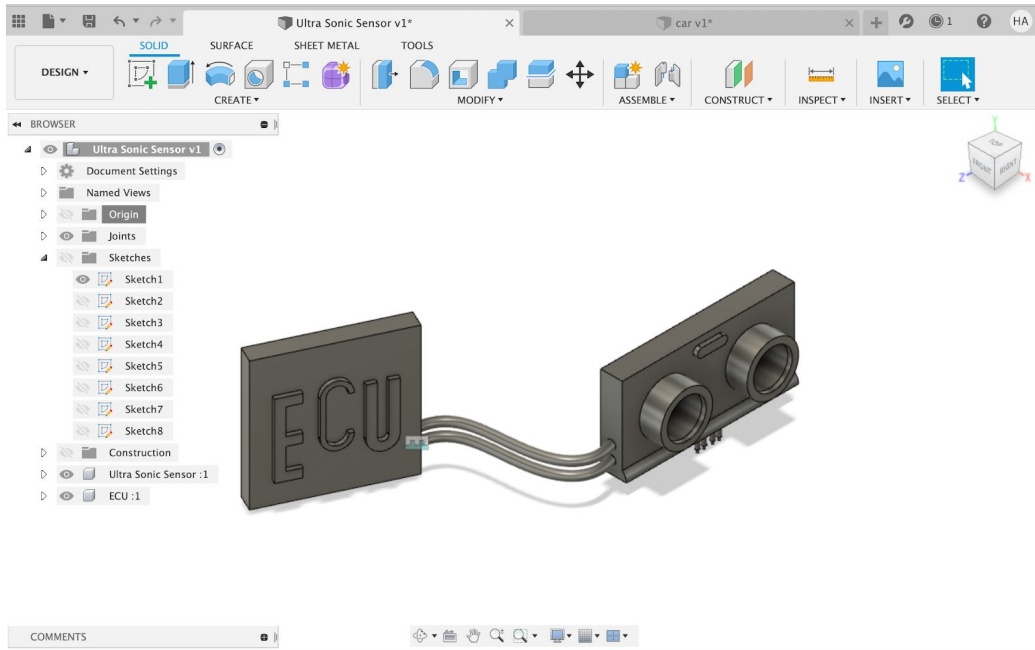 Ultra Sonic Sensor v1*
car v1*
1
HA
SOLID SURFACE SHEET METAL TOOLS
DESIGN
CREATE MODIFY ASSEMBLE CONSTRUCT INSPECT INSERT SELECT
BROWSER
Ultra Sonic Sensor v1
Document Settings
Named Views
Origin
Joints
Sketches
Sketch1
Sketch2
Sketch3
Sketch4
Sketch5
Sketch6
Sketch7
Sketch8
Construction
Ultra Sonic Sensor :1
ECU :1
ECU
TOP
FRONT
RIGHT
Y
Z
X
COMMENTS